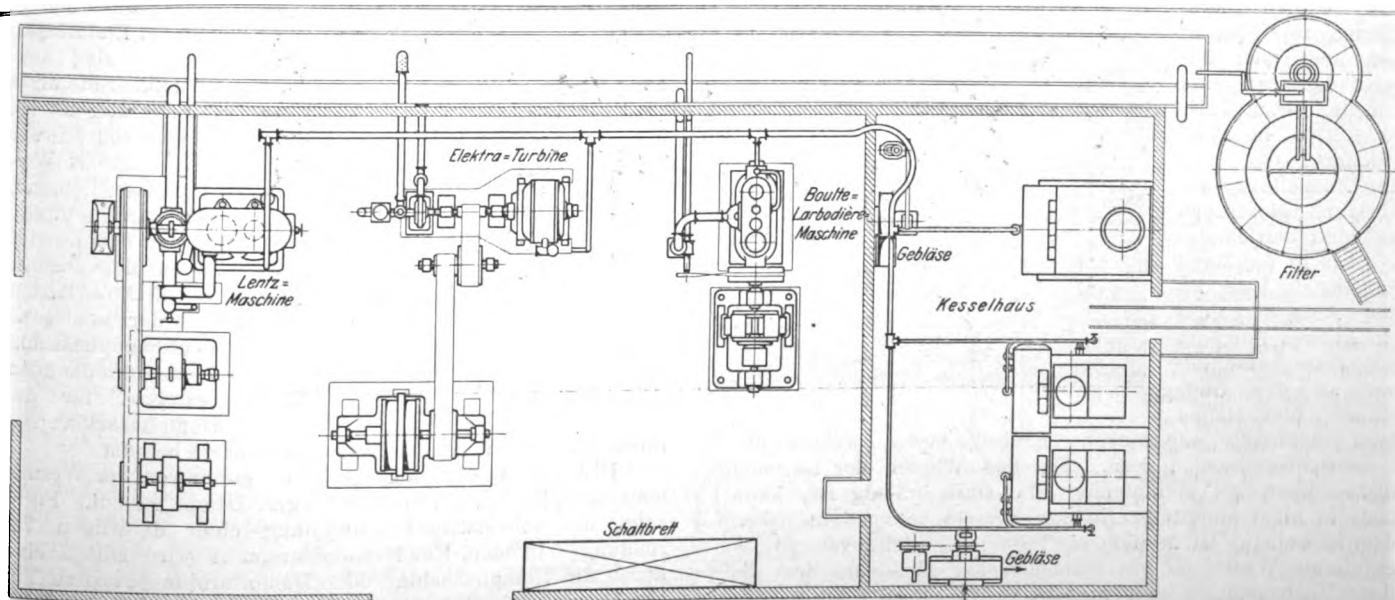 Elektra=Turbine
Boulte=
Larbodière-
Maschine
Gebläse
Filter
Lentz=
Maschine
Kesselhaus
Schaltbrett
Gebläse